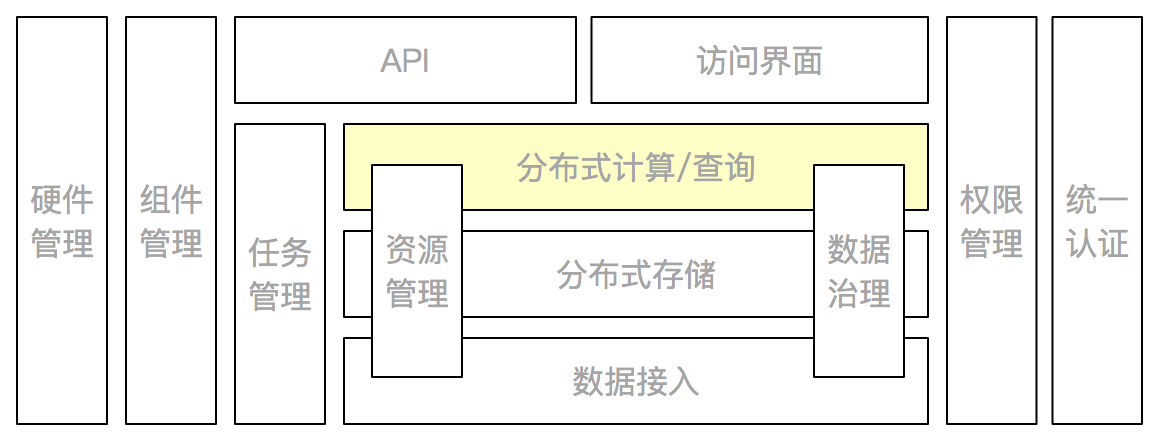 API
访问界面
硬件
管理
组件
管理
任务
管理
分布式计算/查询
资源
管理
分布式存储
数据
治理
数据接入
权限
管理
统一
认证